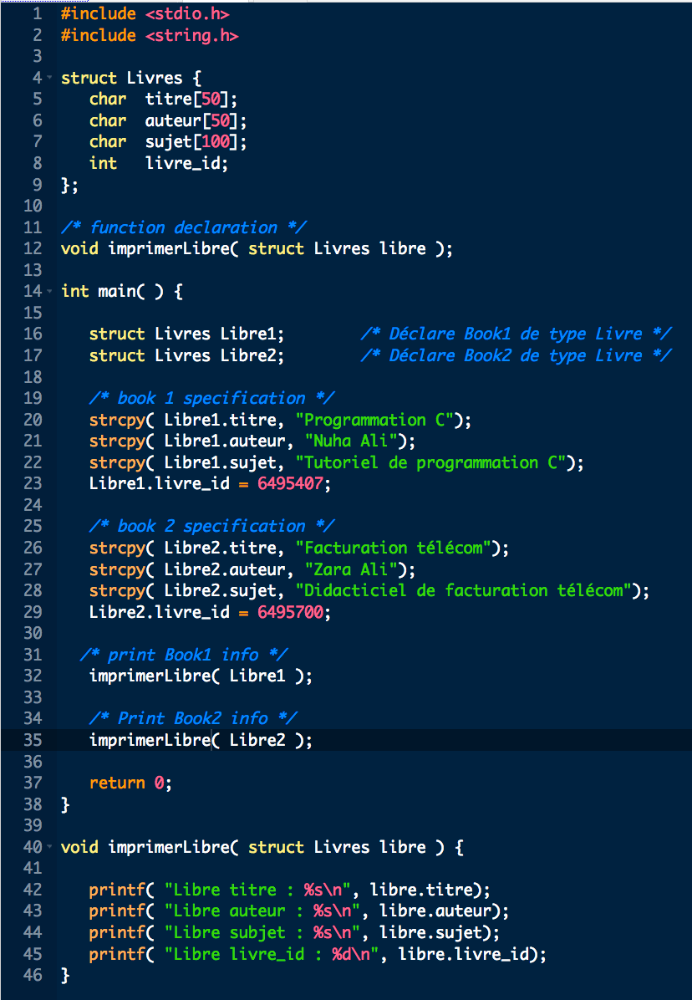 1 #include <stdio.h>
2 #include <string.h>
3
4 struct Livres {
5    char  titre[50];
6    char  auteur[50];
7    char  sujet[100];
8    int   livre_id;
9 };
10
11 /* function declaration */
12 void imprimerLibre( struct Livres libre );
13
14 int main( ) {
15
16    struct Livres Libre1;        /* Déclare Book1 de type Livre */
17    struct Livres Libre2;        /* Déclare Book2 de type Livre */
18
19    /* book 1 specification */
20    strcpy( Libre1.titre, "Programmation C");
21    strcpy( Libre1.auteur, "Nuha Ali");
22    strcpy( Libre1.sujet, "Tutoriel de programmation C");
23    Libre1.livre_id = 6495407;
24
25    /* book 2 specification */
26    strcpy( Libre2.titre, "Facturation télécom");
27    strcpy( Libre2.auteur, "Zara Ali");
28    strcpy( Libre2.sujet, "Didacticiel de facturation télécom");
29    Libre2.livre_id = 6495700;
30
31   /* print Book1 info */
32    imprimerLibre( Libre1 );
33
34    /* Print Book2 info */
35    imprimerLibre( Libre2 );
36
37    return 0;
38 }
39
40 void imprimerLibre( struct Livres libre ) {
41
42    printf( "Libre titre : %s\n", libre.titre);
43    printf( "Libre auteur : %s\n", libre.auteur);
44    printf( "Libre subjet : %s\n", libre.sujet);
45    printf( "Libre livre_id : %d\n", libre.livre_id);
46 }